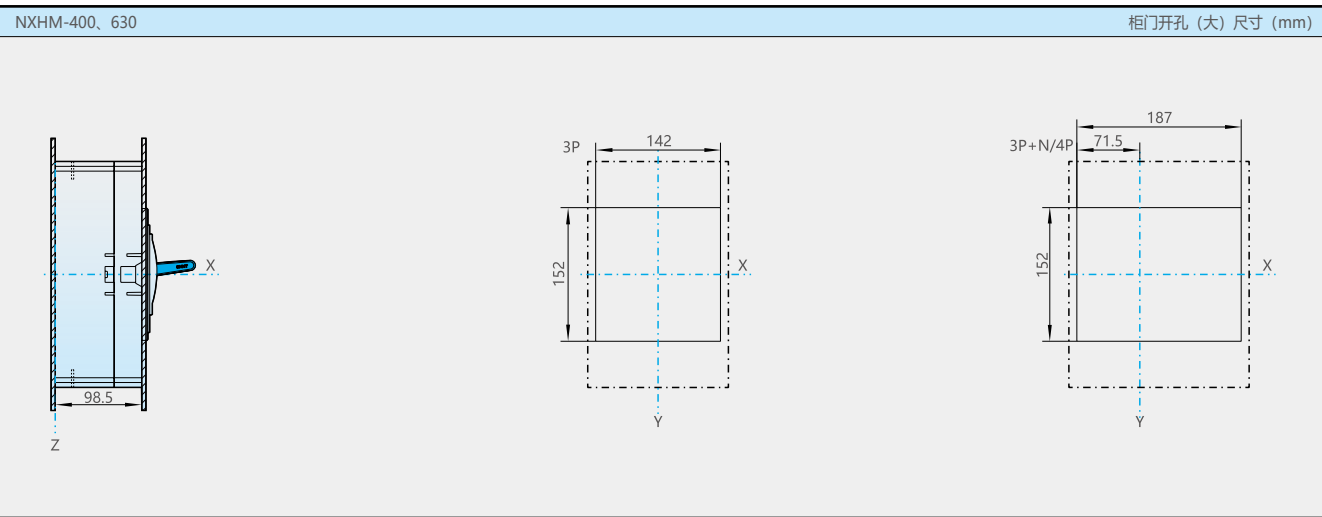 NXHM-400、630
柜门开孔（大）尺寸（mm）
X
98.5
Z
3P
142
152
X
Y
187
3P+N/4P
71.5
152
X
Y